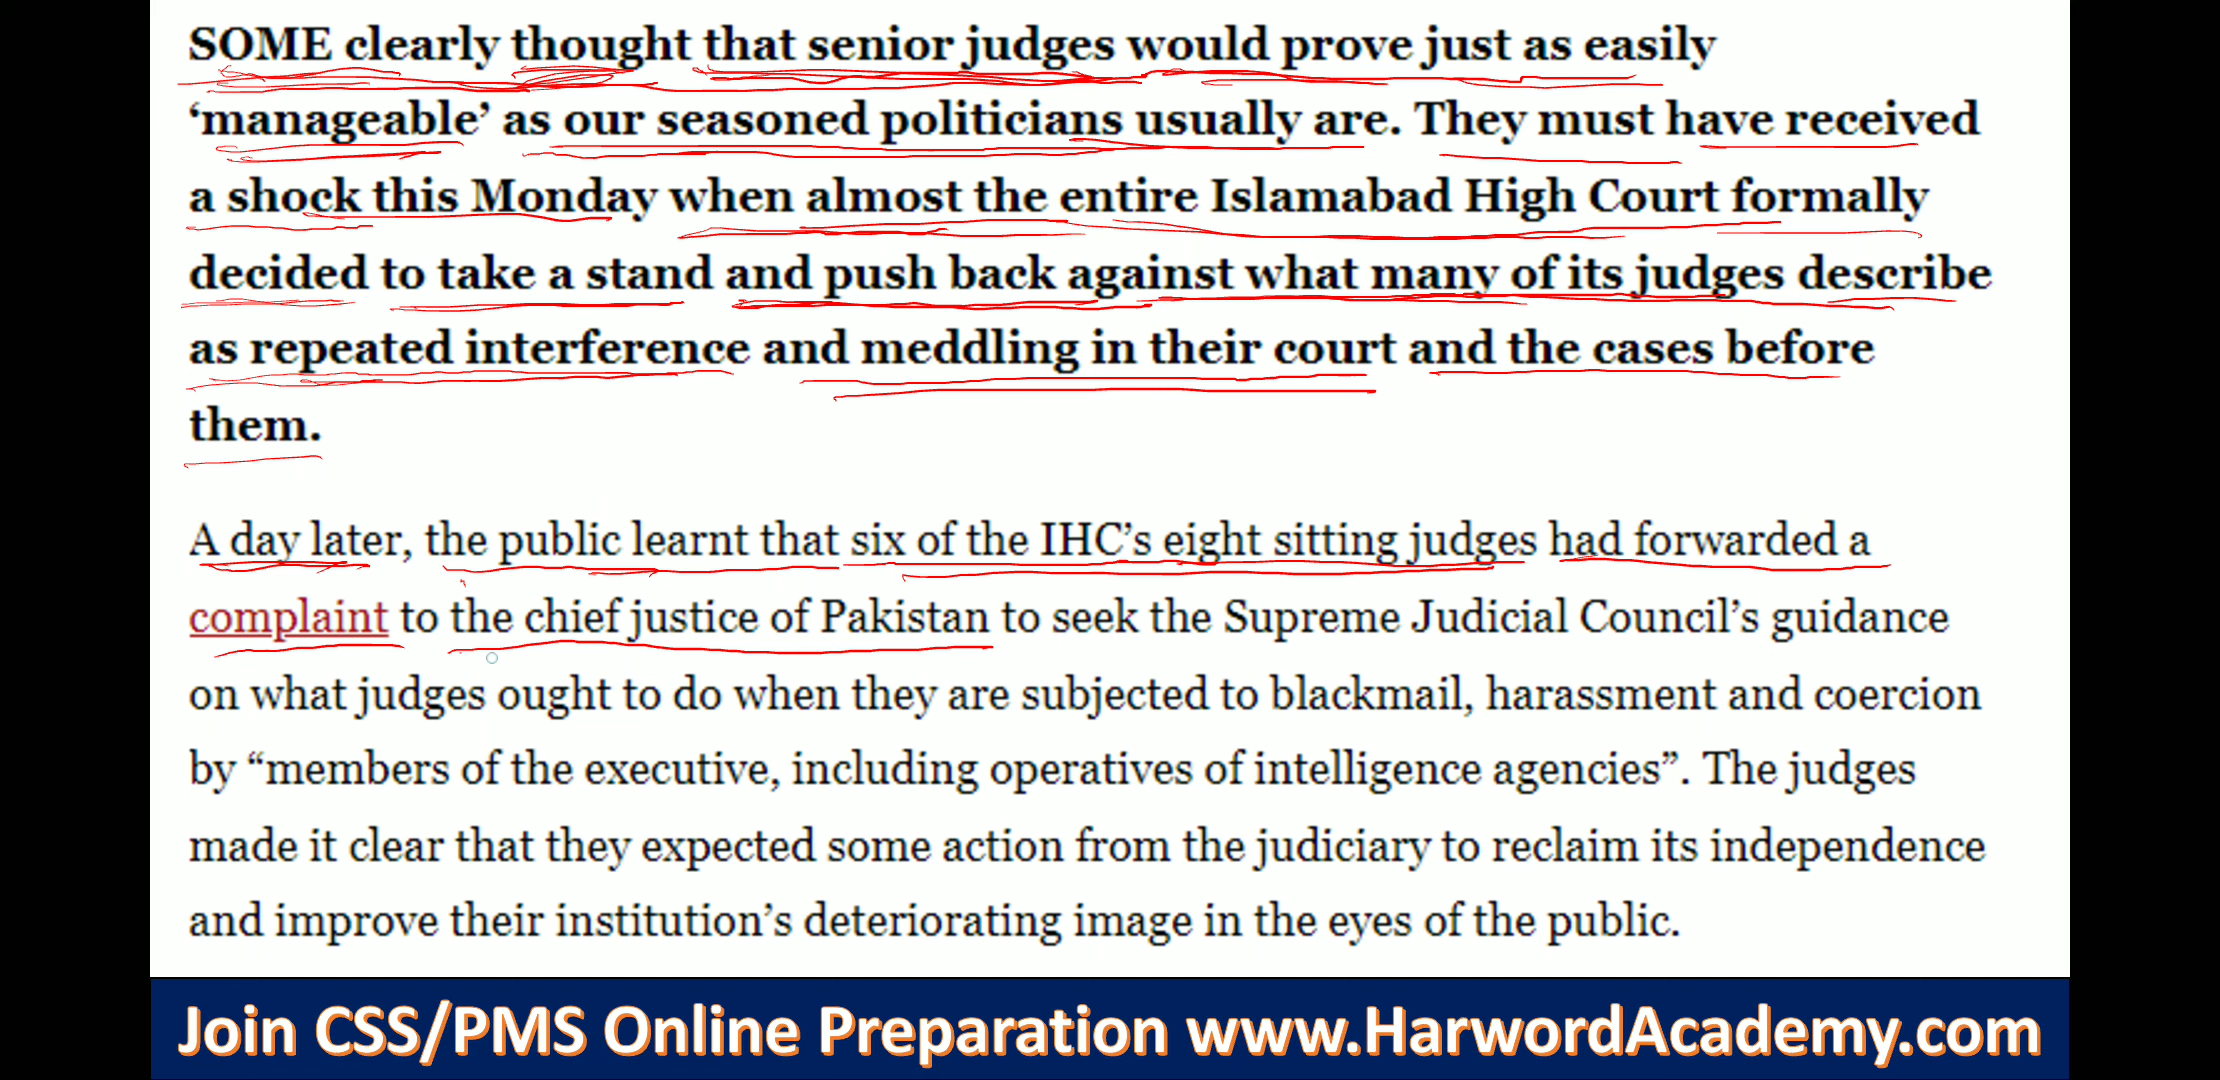 SOME clearly thought that senior judges would prove just as easily
‘manageable’ as our seasoned politicians usually are. They must have received
a shock this Monday when almost the entire Islamabad High Court formally
decided to take a stand and push back against what many of its judges describe
as repeated interference and meddling in their court and the cases before
them.
A day later, the public learnt that six of the IHC’s eight sitting judges had forwarded a
complaint to the chief justice of Pakistan to seek the Supreme Judicial Council’s guidance
on what judges ought to do when they are subjected to blackmail, harassment and coercion
by “members of the executive, including operatives of intelligence agencies”. The judges
made it clear that they expected some action from the judiciary to reclaim its independence
and improve their institution’s deteriorating image in the eyes of the public.
Join CSS/PMS Online Preparation www.HarwordAcademy.com